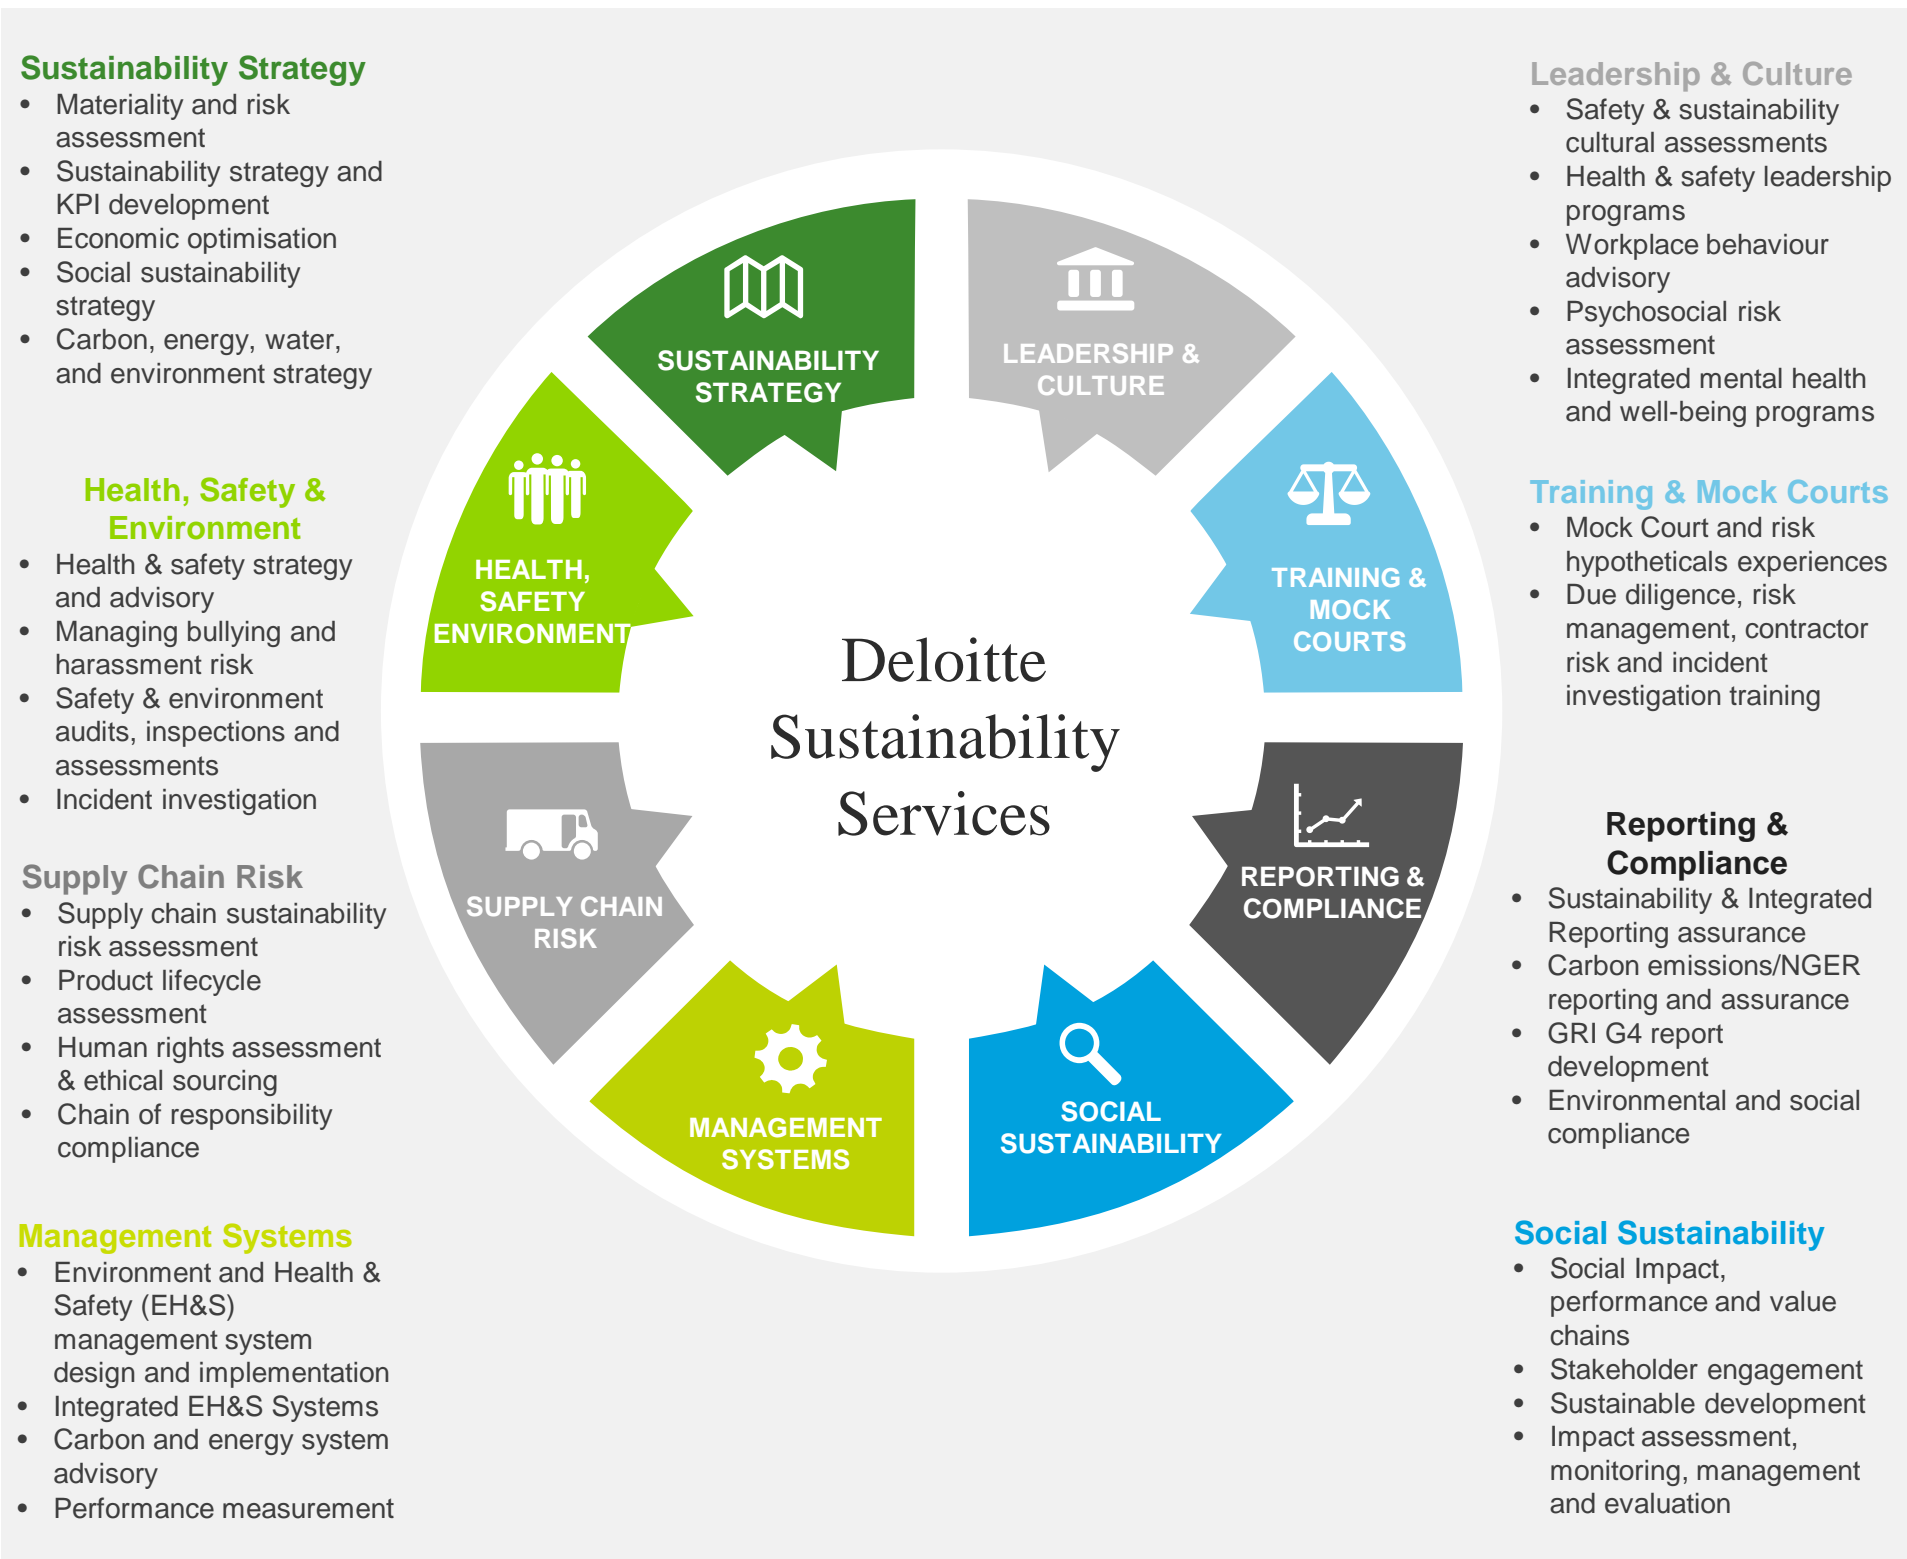 Sustainability Strategy
• Materiality and risk
assessment
• Sustainability strategy and
KPI development
• Economic optimisation
• Social sustainability
strategy
• Carbon, energy, water,
and environment strategy
Health, Safety &
Environment
• Health & safety strategy
and advisory
• Managing bullying and
harassment risk
• Safety & environment
audits, inspections and
assessments
• Incident investigation
Supply Chain Risk
• Supply chain sustainability
risk assessment
• Product lifecycle
assessment
• Human rights assessment
& ethical sourcing
• Chain of responsibility
compliance
Management Systems
• Environment and Health &
Safety (EH&S)
management system
design and implementation
• Integrated EH&S Systems
• Carbon and energy system
advisory
• Performance measurement
SUSTAINABILITY
STRATEGY
LEADERSHIP &
CULTURE
HEALTH,
SAFETY
ENVIRONMENT
TRAINING &
MOCK
COURTS
Deloitte
Sustainability
Services
SUPPLY CHAIN
RISK
REPORTING &
COMPLIANCE
MANAGEMENT
SYSTEMS
SOCIAL
SUSTAINABILITY
Leadership & Culture
• Safety & sustainability
cultural assessments
• Health & safety leadership
programs
• Workplace behaviour
advisory
• Psychosocial risk
assessment
• Integrated mental health
and well-being programs
Training & Mock Courts
• Mock Court and risk
hypotheticals experiences
• Due diligence, risk
management, contractor
risk and incident
investigation training
Reporting &
Compliance
• Sustainability & Integrated
Reporting assurance
• Carbon emissions/NGER
reporting and assurance
• GRI G4 report
development
• Environmental and social
compliance
Social Sustainability
• Social Impact,
performance and value
chains
• Stakeholder engagement
• Sustainable development
• Impact assessment,
monitoring, management
and evaluation